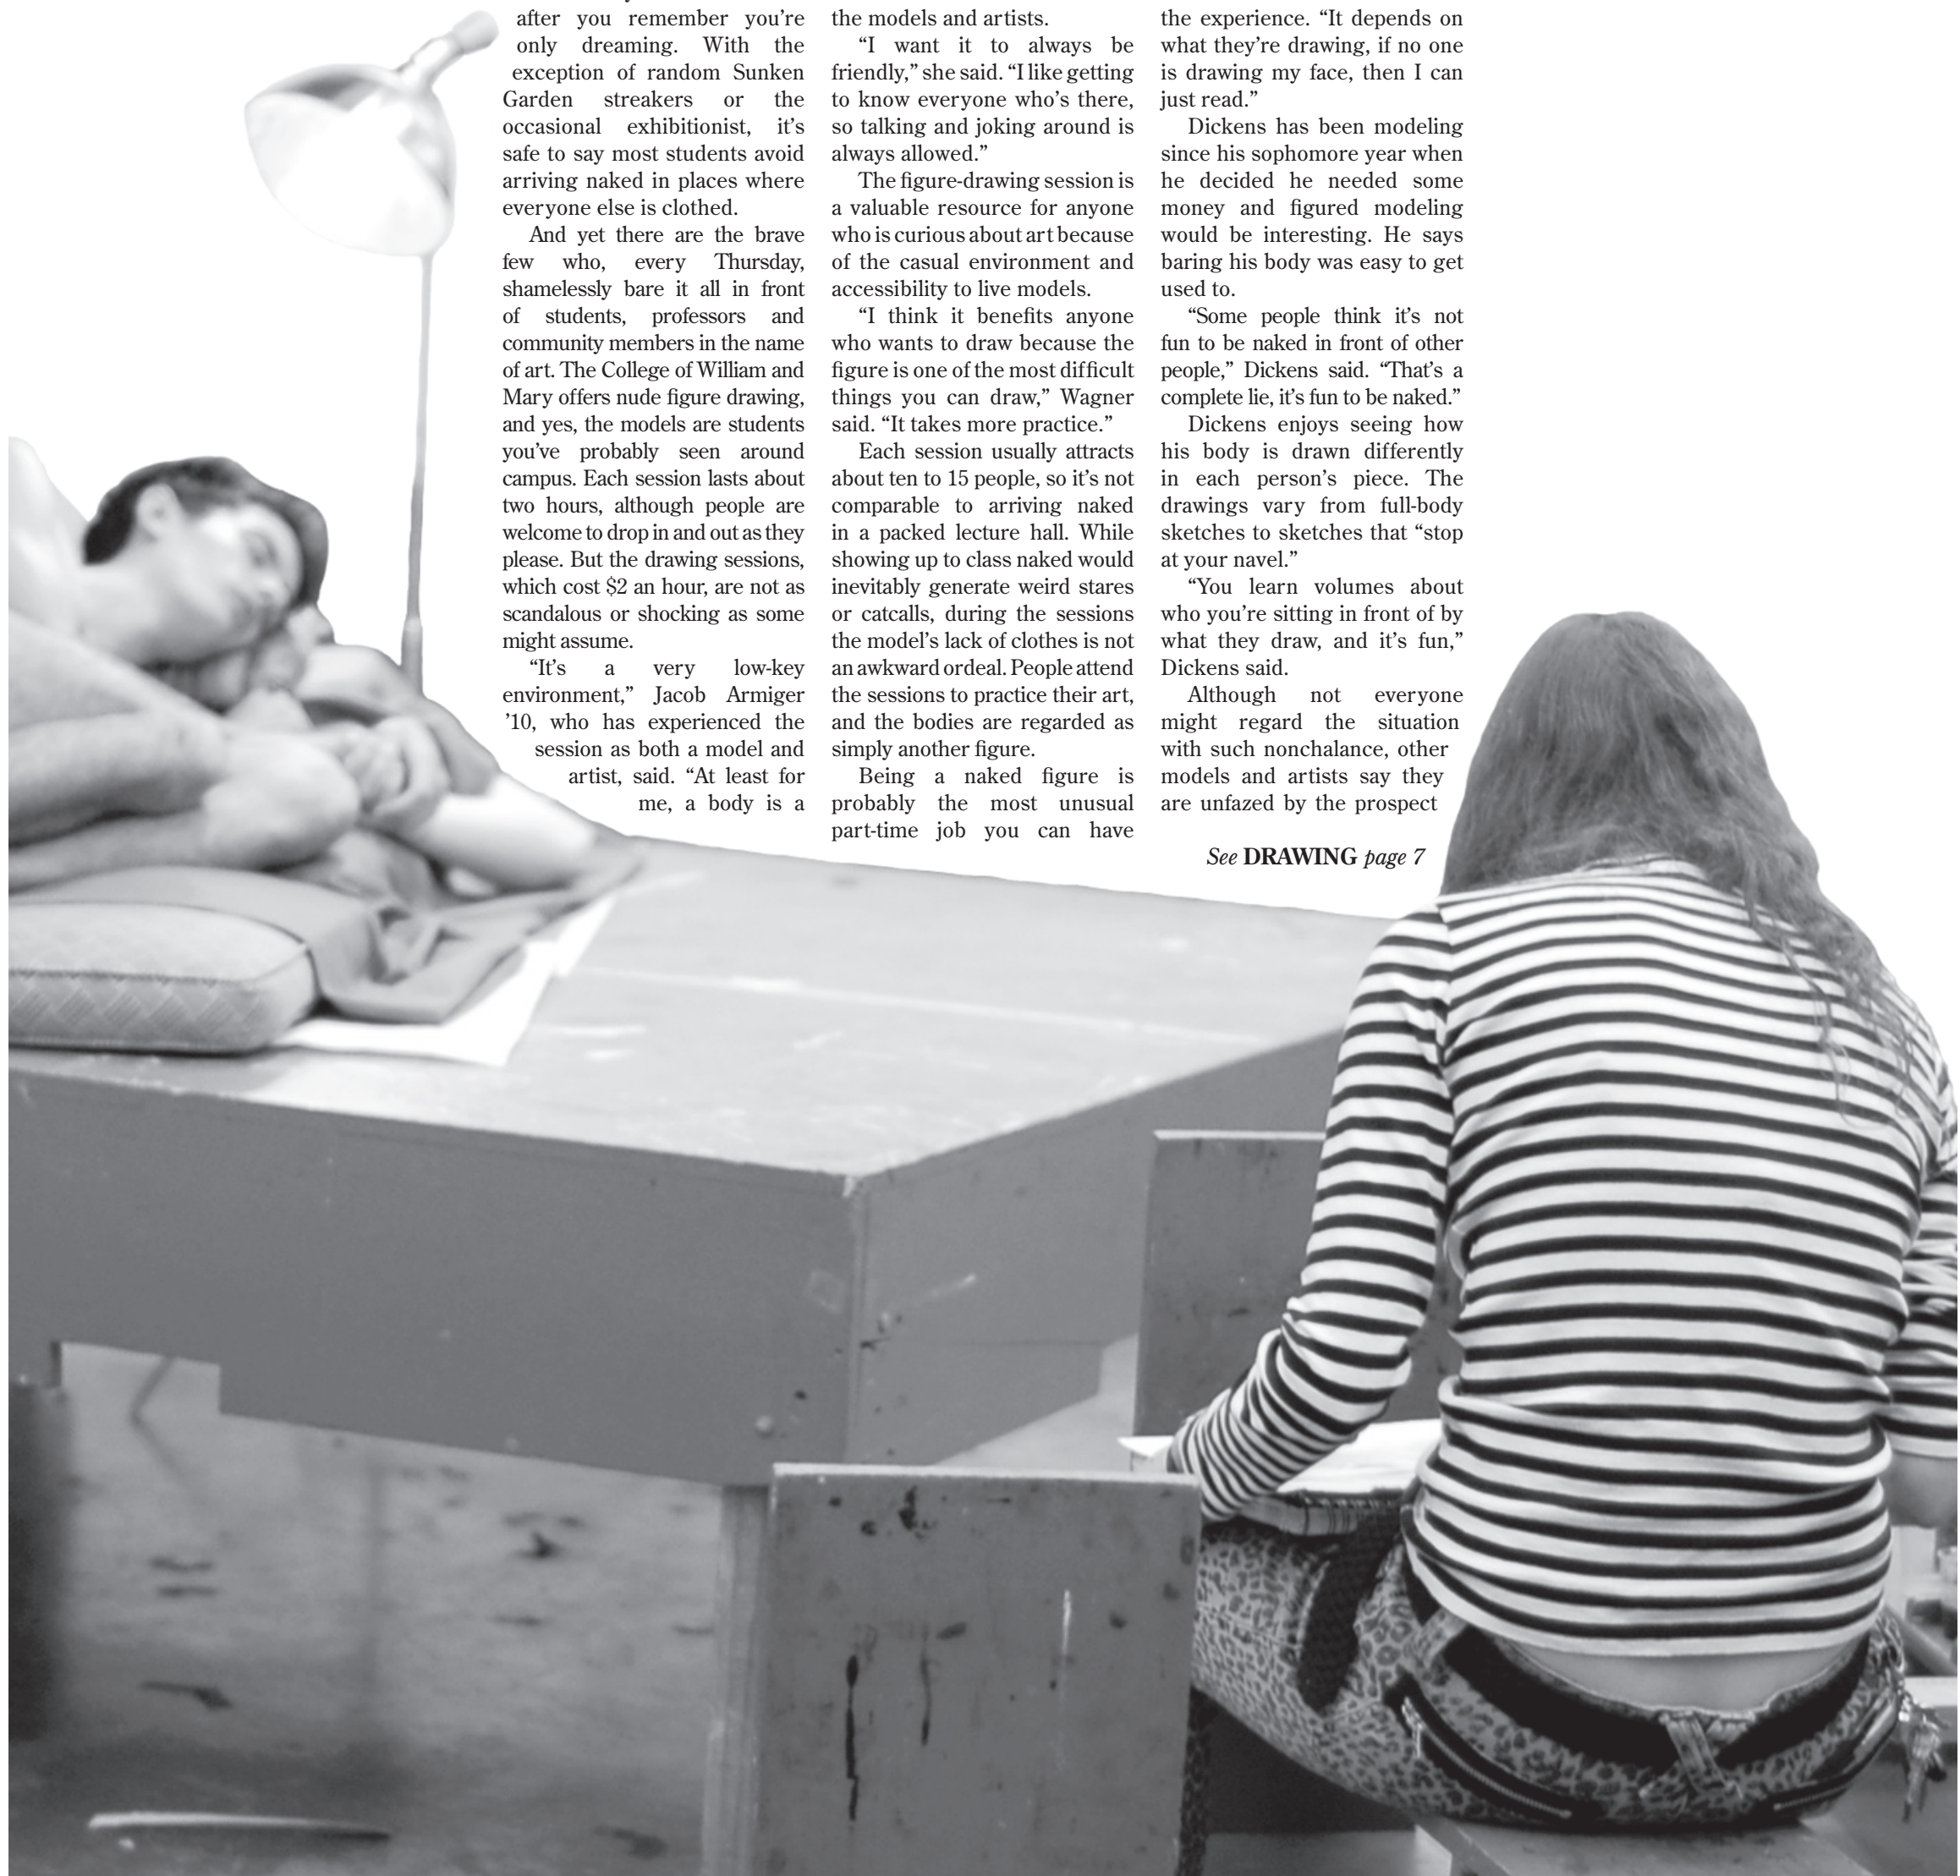 after you remember you're
only dreaming. With the
exception of random Sunken
Garden streakers or the
occasional exhibitionist, it's
safe to say most students avoid
arriving naked in places where
everyone else is clothed.
And yet there are the brave
few who, every Thursday,
shamelessly bare it all in front
of students, professors and
community members in the name
of art. The College of William and
Mary offers nude figure drawing,
and yes, the models are students
you've probably seen around
campus. Each session lasts about
two hours, although people are
welcome to drop in and out as they
please. But the drawing sessions,
which cost $2 an hour, are not as
scandalous or shocking as some
might assume.
“It's a very low-key
environment,” Jacob Armiger
’10, who has experienced the
session as both a model and
artist, said. “At least for
me, a body is a
the models and artists.
“I want it to always be
friendly,” she said. “I like getting
to know everyone who's there,
so talking and joking around is
always allowed.”
The figure-drawing session is
a valuable resource for anyone
who is curious about art because
of the casual environment and
accessibility to live models.
“I think it benefits anyone
who wants to draw because the
figure is one of the most difficult
things you can draw,” Wagner
said. “It takes more practice.”
Each session usually attracts
about ten to 15 people, so it's not
comparable to arriving naked
in a packed lecture hall. While
showing up to class naked would
inevitably generate weird stares
or catcalls, during the sessions
the model's lack of clothes is not
an awkward ordeal. People attend
the sessions to practice their art,
and the bodies are regarded as
simply another figure.
Being a naked figure is
probably the most unusual
part-time job you can have
the experience. “It depends on
what they're drawing, if no one
is drawing my face, then I can
just read.”
Dickens has been modeling
since his sophomore year when
he decided he needed some
money and figured modeling
would be interesting. He says
baring his body was easy to get
used to.
“Some people think it's not
fun to be naked in front of other
people,” Dickens said. “That's a
complete lie, it's fun to be naked.”
Dickens enjoys seeing how
his body is drawn differently
in each person's piece. The
drawings vary from full-body
sketches to sketches that “stop
at your navel.”
“You learn volumes about
who you're sitting in front of by
what they draw, and it's fun,”
Dickens said.
Although not everyone
might regard the situation
with such nonchalance, other
models and artists say they
are unfazed by the prospect
See DRAWING page 7